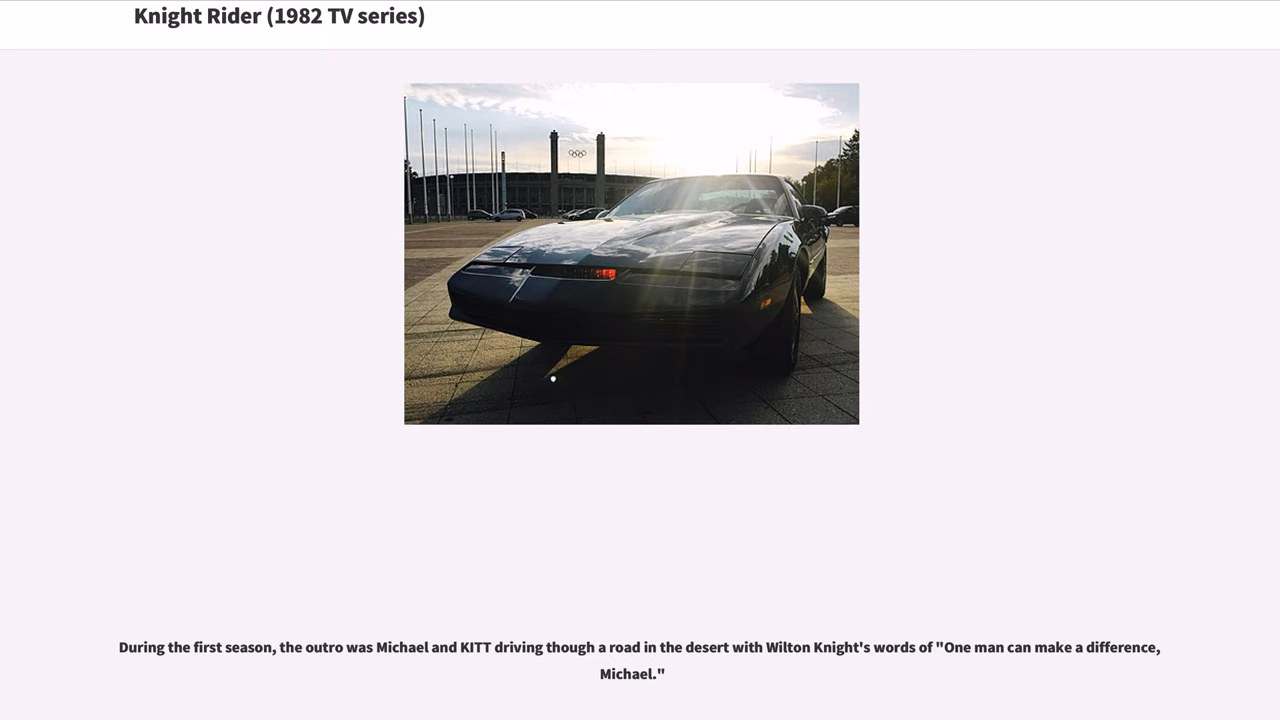 Knight Rider (1982 TV series)
During the first season, the outro was Michael and KITT driving though a road in the desert with Wilton Knight's words of "One man can make a difference,
Michael."